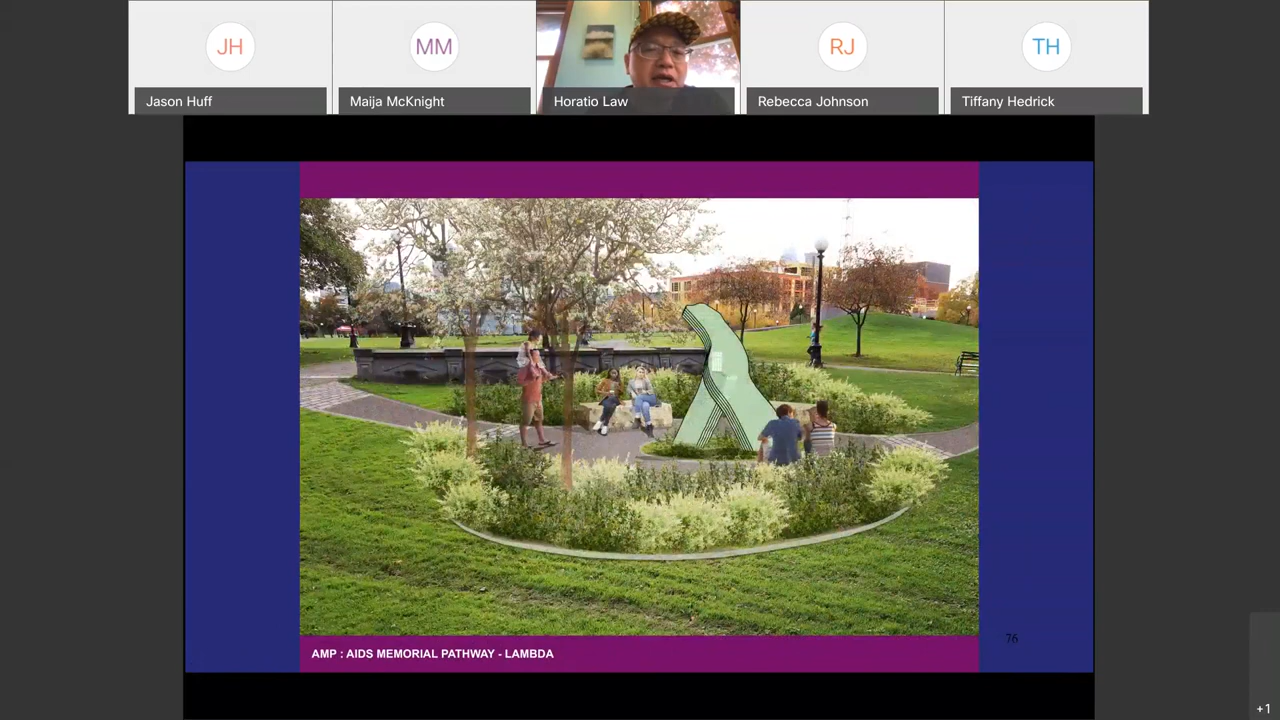 JH
MM
RJ
TH
Jason Huff
Maija McKnight
Horatio Law
Rebecca Johnson
Tiffany Hedrick
76
AMP : AIDS MEMORIAL PATHWAY - LAMBDA
+1